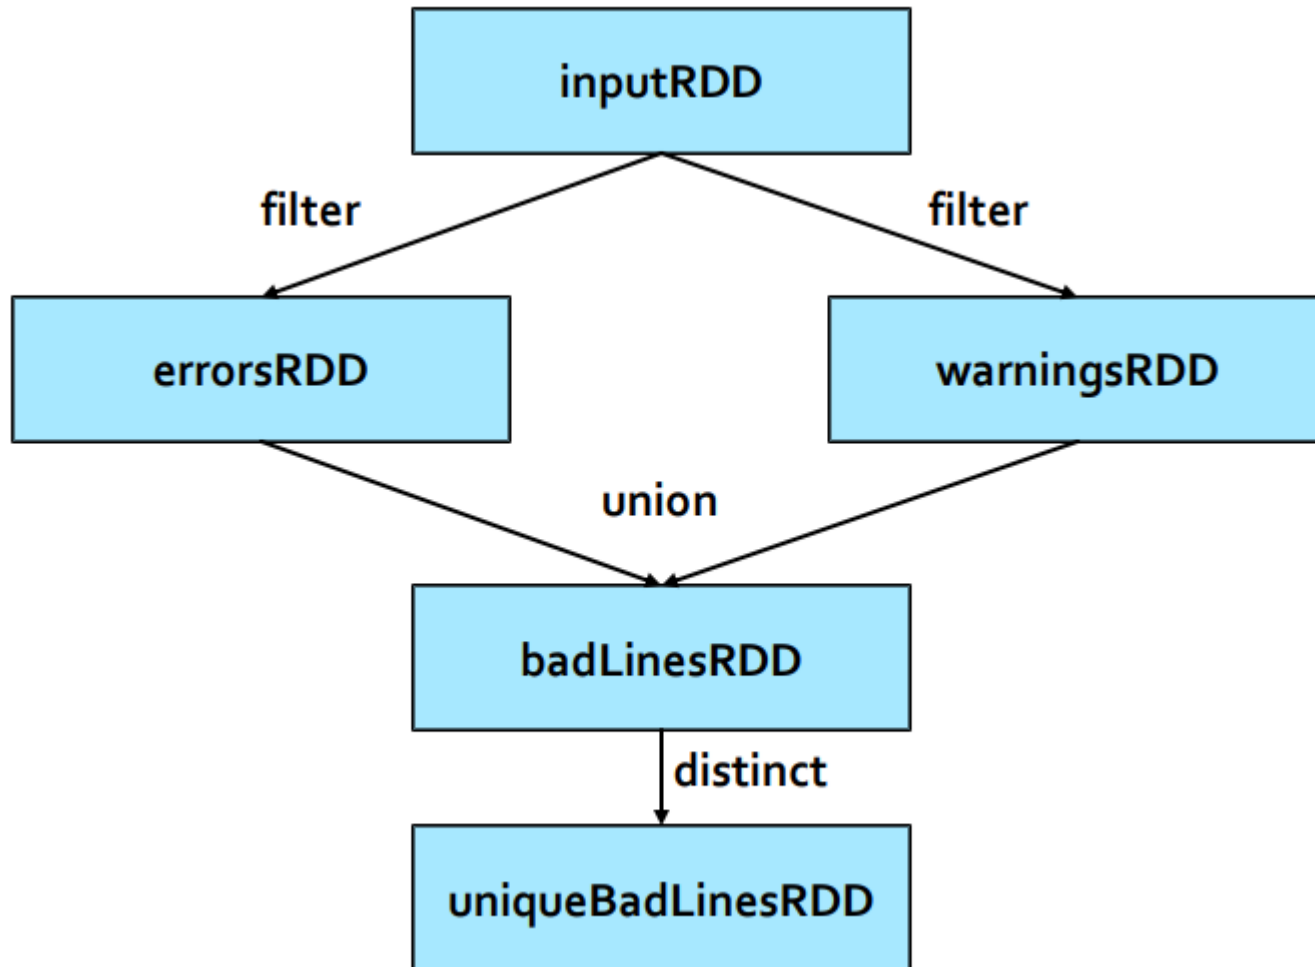 inputRDD
filter
filter
errorsRDD
warningsRDD
union
badLinesRDD
distinct
uniqueBadLinesRDD